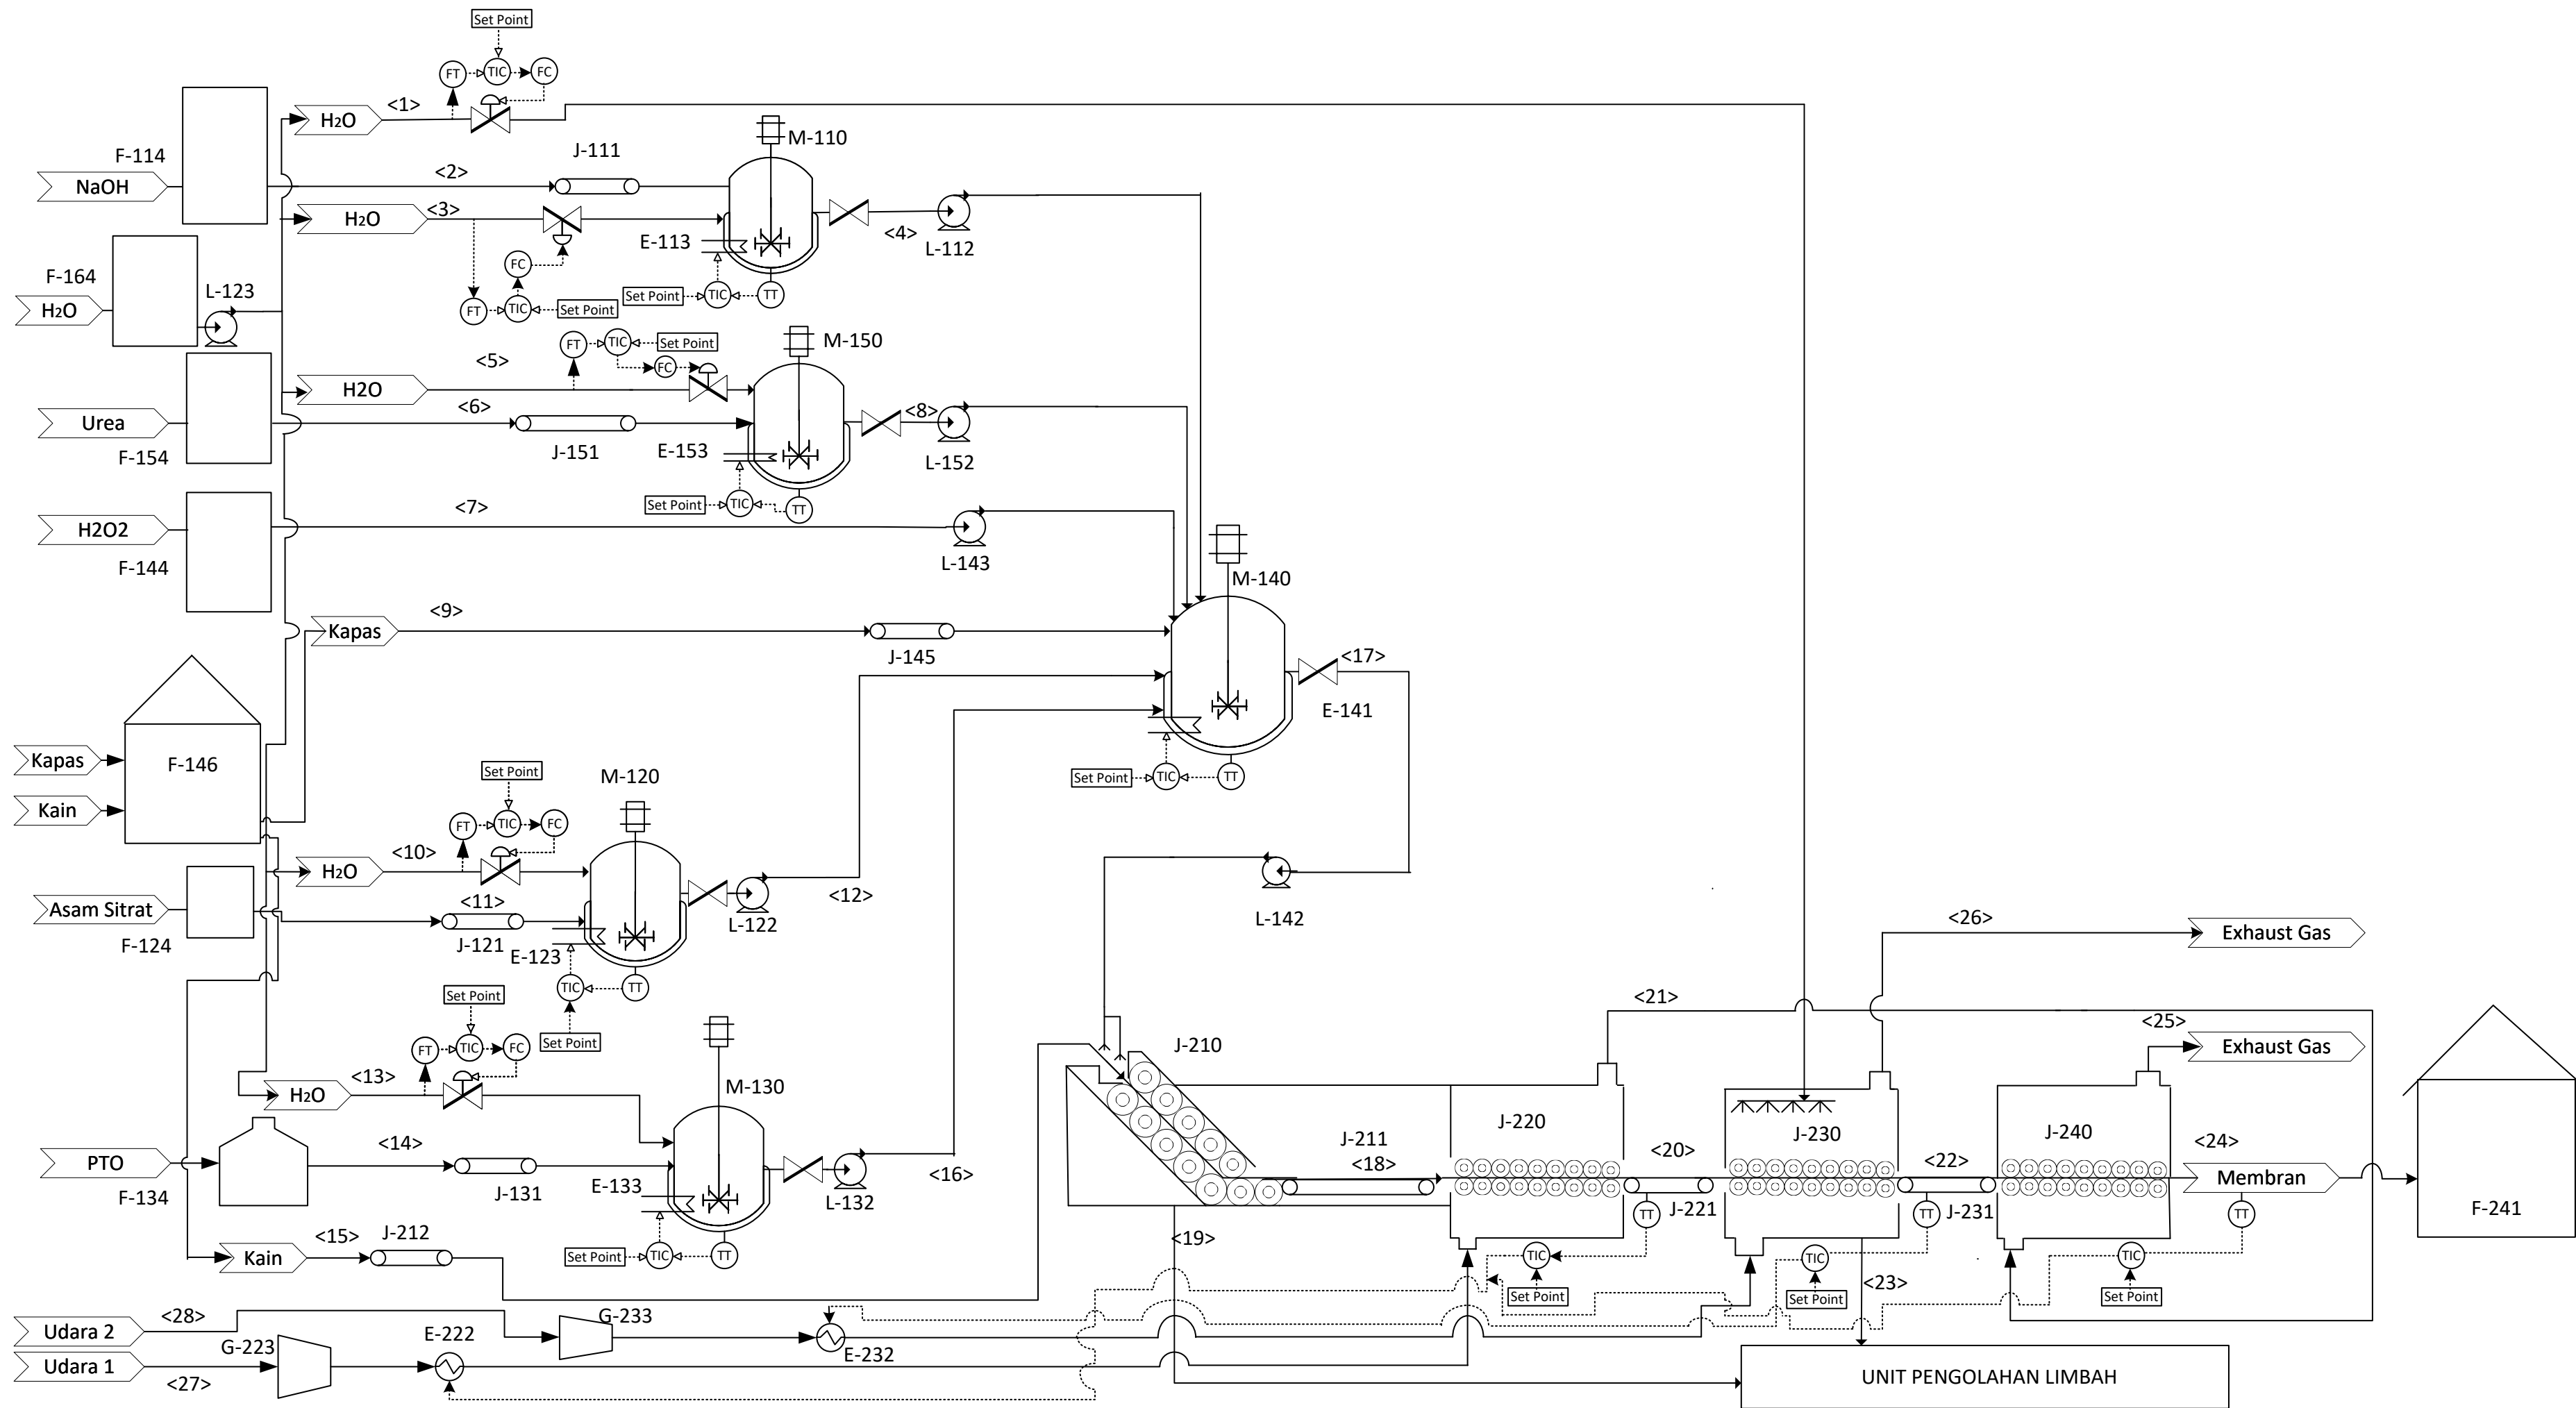 Set Point
FT
TIC
FC
<1>
H2O
M-110
J-111
F-114
NaOH
<2>
H2O
<3>
E-113
<4>
L-112
F-164
H2O
L-123
FC
FT
TIC
Set Point
Set Point
TIC
TT
M-150
FT
TIC
Set Point
FC
<5>
H2O
Urea
<6>
F-154
J-151
E-153
<8>
L-152
Set Point
TIC
TT
H2O2
<7>
F-144
L-143
M-140
<9>
Kapas
J-145
<17>
E-141
Kapas
F-146
Kain
Set Point
TIC
TT
Set Point
M-120
FT
TIC
FC
<10>
H2O
Asam Sitrat
<11>
F-124
J-121
E-123
L-122
<12>
L-142
TIC
TT
Set Point
<26>
Exhaust Gas
<21>
<25>
Exhaust Gas
Set Point
FT
TIC
FC
<13>
H2O
M-130
J-210
PTO
F-134
<14>
J-131
E-133
L-132
<16>
J-211
<18>
J-220
<20>
J-221
J-230
<22>
J-231
J-240
<24>
Membran
F-241
TT
TT
TT
Kain
<15>
J-212
Set Point
TIC
TT
<19>
TIC
Set Point
TIC
Set Point
<23>
TIC
Set Point
Udara 2
<28>
G-233
E-232
Udara 1
<27>
G-223
E-222
UNIT PENGOLAHAN LIMBAH